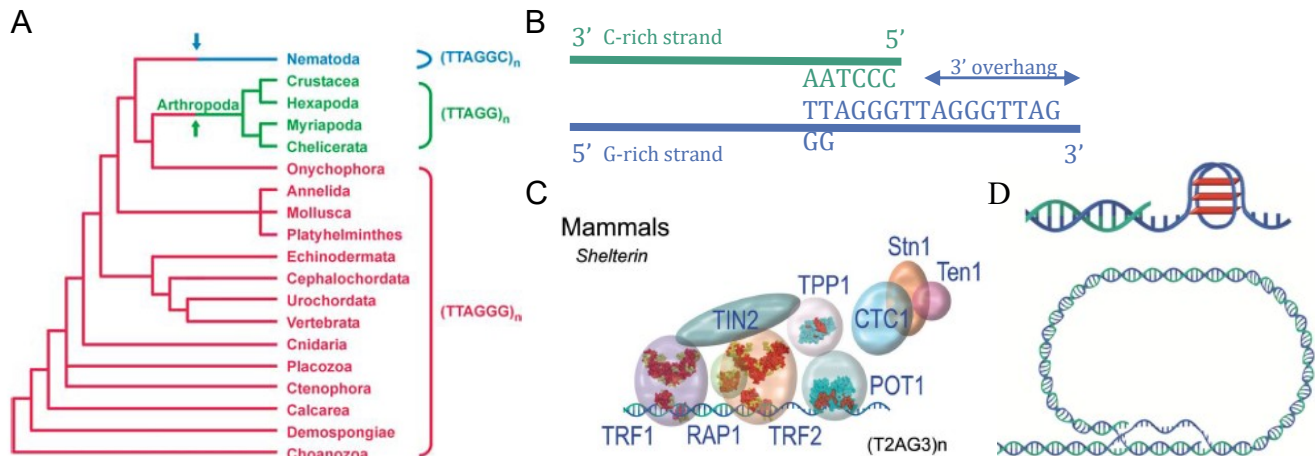 A
Nematoda
(TTAGGC)n
Crustacea
Arthropoda
Hexapoda
(TTAGG)n
Myriapoda
Chelicerata
Onychophora
Annelida
Mollusca
Platyhelminthes
Echinodermata
Cephalochordata
Urochordata
(TTAGGG)n
Vertebrata
Cnidaria
Placozoa
Ctenophora
Calcarea
Demospongiae
Choanozoa
B
3’ C-rich strand 5’
AATCCC
3’ overhang
TTAGGGTTAGGGTTAG
GG
5’ G-rich strand 3’
C
Mammals
Shelterin
Stn1
Ten1
TPP1
TIN2
CTC1
POT1
TRF1
RAP1
TRF2
(T2AG3)n
D